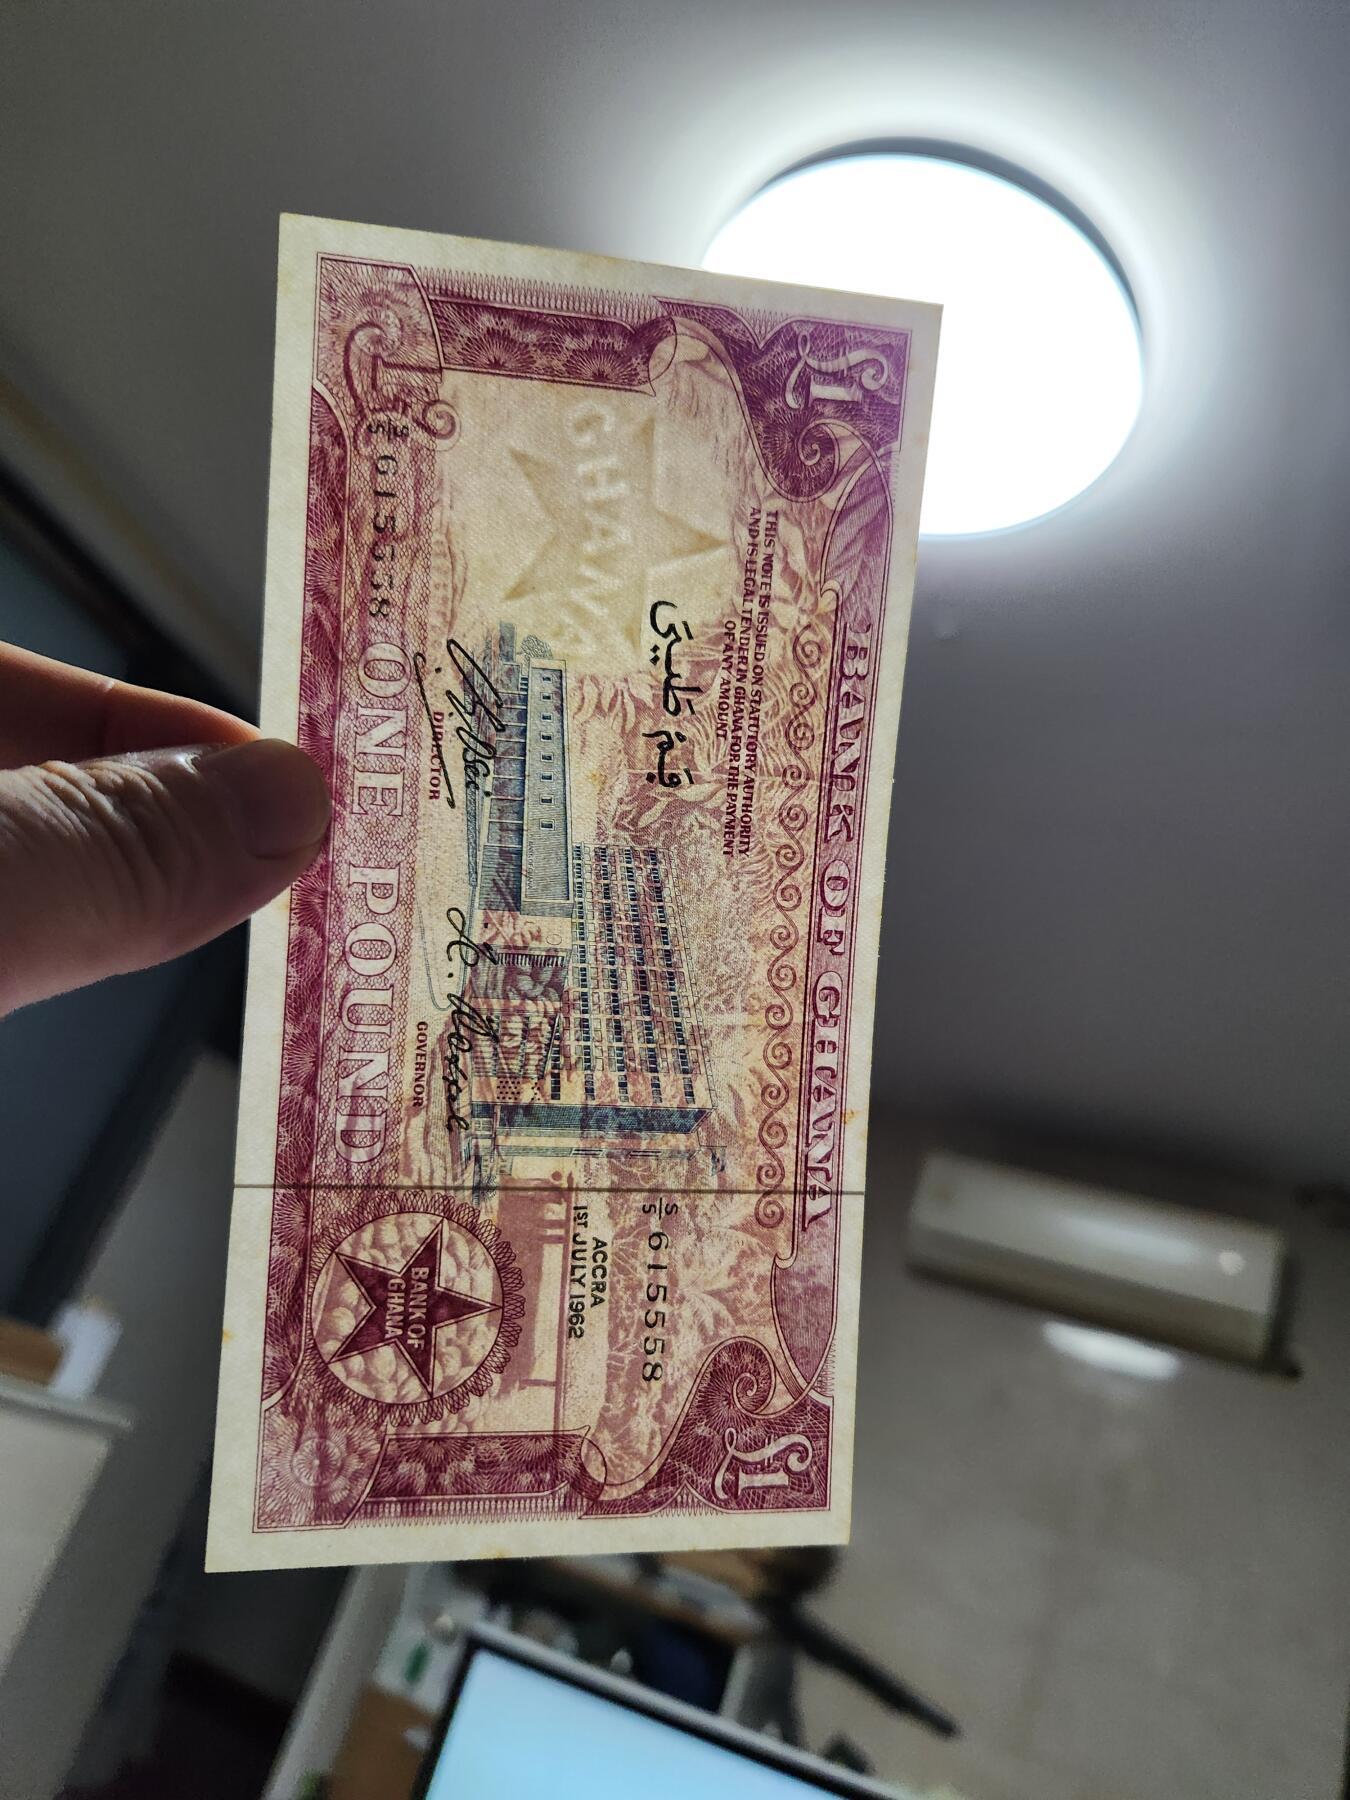 BANK OF GHANA
£1
£1
THIS NOTE IS ISSUED ON STATUTORY AUTHORITY
AND IS LEGAL TENDER IN GHANA FOR THE PAYMENT
OF ANY AMOUNT
GHANA
S/5 615558
ACCRA
1ST JULY 1962
DIRECTOR
GOVERNOR
BANK OF
GHANA
S/5 615558
ONE POUND